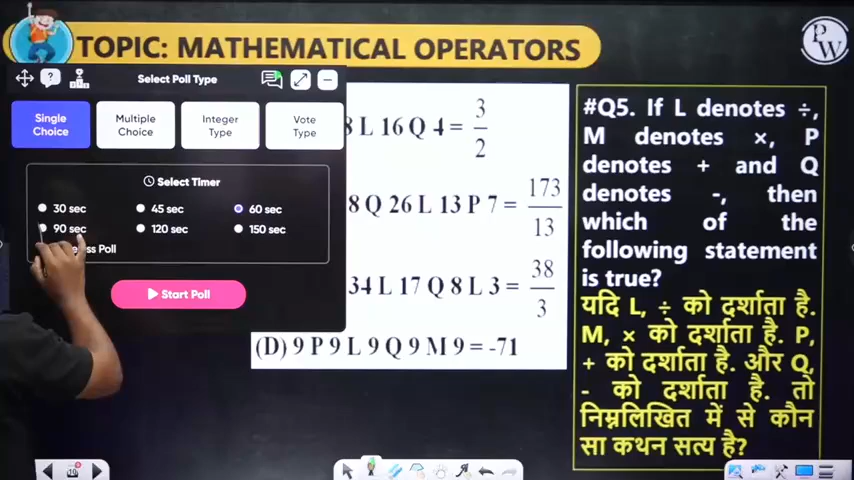 TOPIC: MATHEMATICAL OPERATORS
PW
Select Poll Type
Single Choice
Multiple Choice
Integer Type
Vote Type
Select Timer
30 sec
45 sec
60 sec
90 sec
120 sec
150 sec
Poll
Start Poll
L 16 Q 4 = 3/2
8 Q 26 L 13 P 7 = 173/13
34 L 17 Q 8 L 3 = 38/3
(D) 9 P 9 L 9 Q 9 M 9 = -71
#Q5. If L denotes ÷,
M denotes ×, P
denotes + and Q
denotes -, then
which of the
following statement
is true?
यदि L, ÷ को दर्शाता है.
M, × को दर्शाता है. P,
+ को दर्शाता है. और Q,
- को दर्शाता है. तो
निम्नलिखित में से कौन
सा कथन सत्य है?